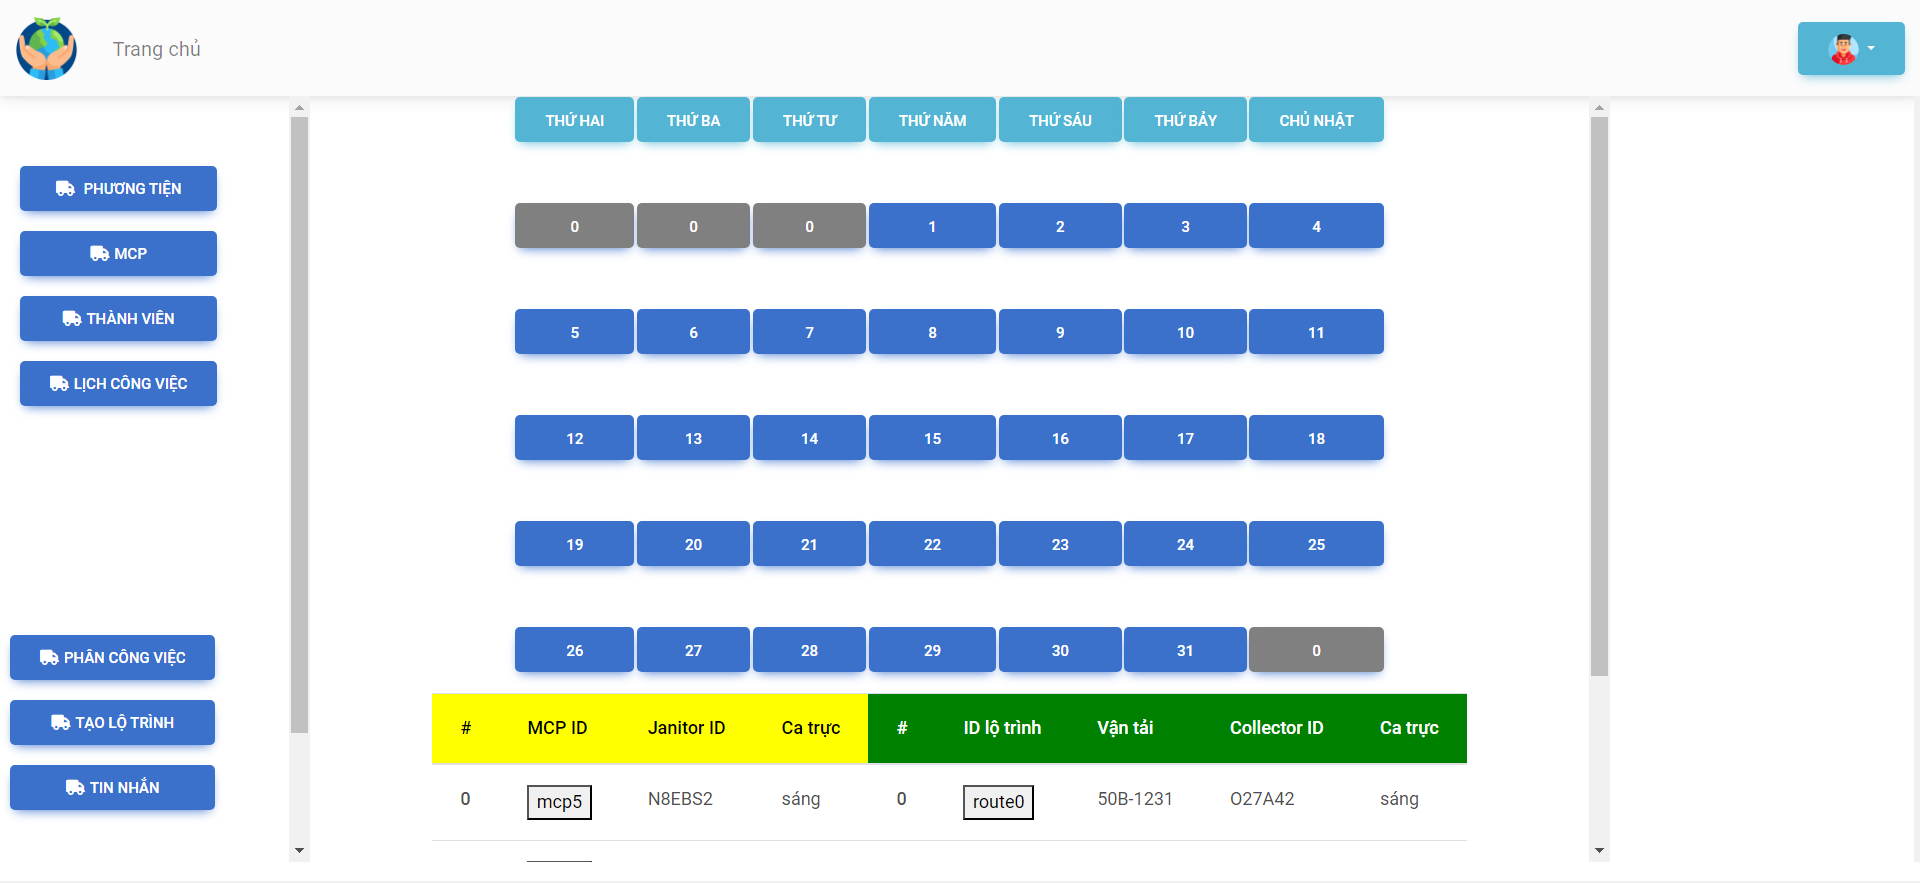 Trang chủ
PHƯƠNG TIỆN
MCP
THÀNH VIÊN
LỊCH CÔNG VIỆC
PHÂN CÔNG VIỆC
TẠO LỘ TRÌNH
TIN NHẮN
THỨ HAI THỨ BA THỨ TƯ THỨ NĂM THỨ SÁU THỨ BẢY CHỦ NHẬT
0 0 0 1 2 3 4
5 6 7 8 9 10 11
12 13 14 15 16 17 18
19 20 21 22 23 24 25
26 27 28 29 30 31 0
# MCP ID Janitor ID Ca trực # ID lộ trình Vận tải Collector ID Ca trực
0 mcp5 N8EBS2 sáng 0 route0 50B-1231 O27A42 sáng